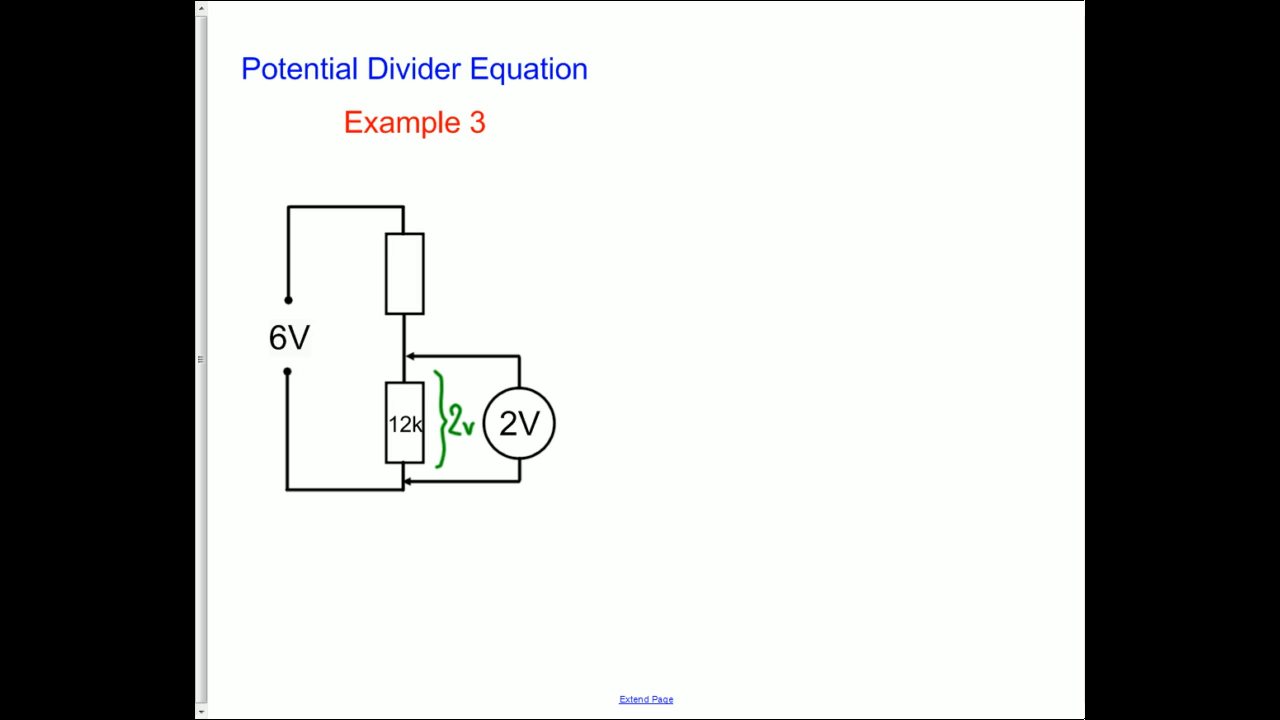 Potential Divider Equation
Example 3
6V
12k
2v
2V
Extend Page